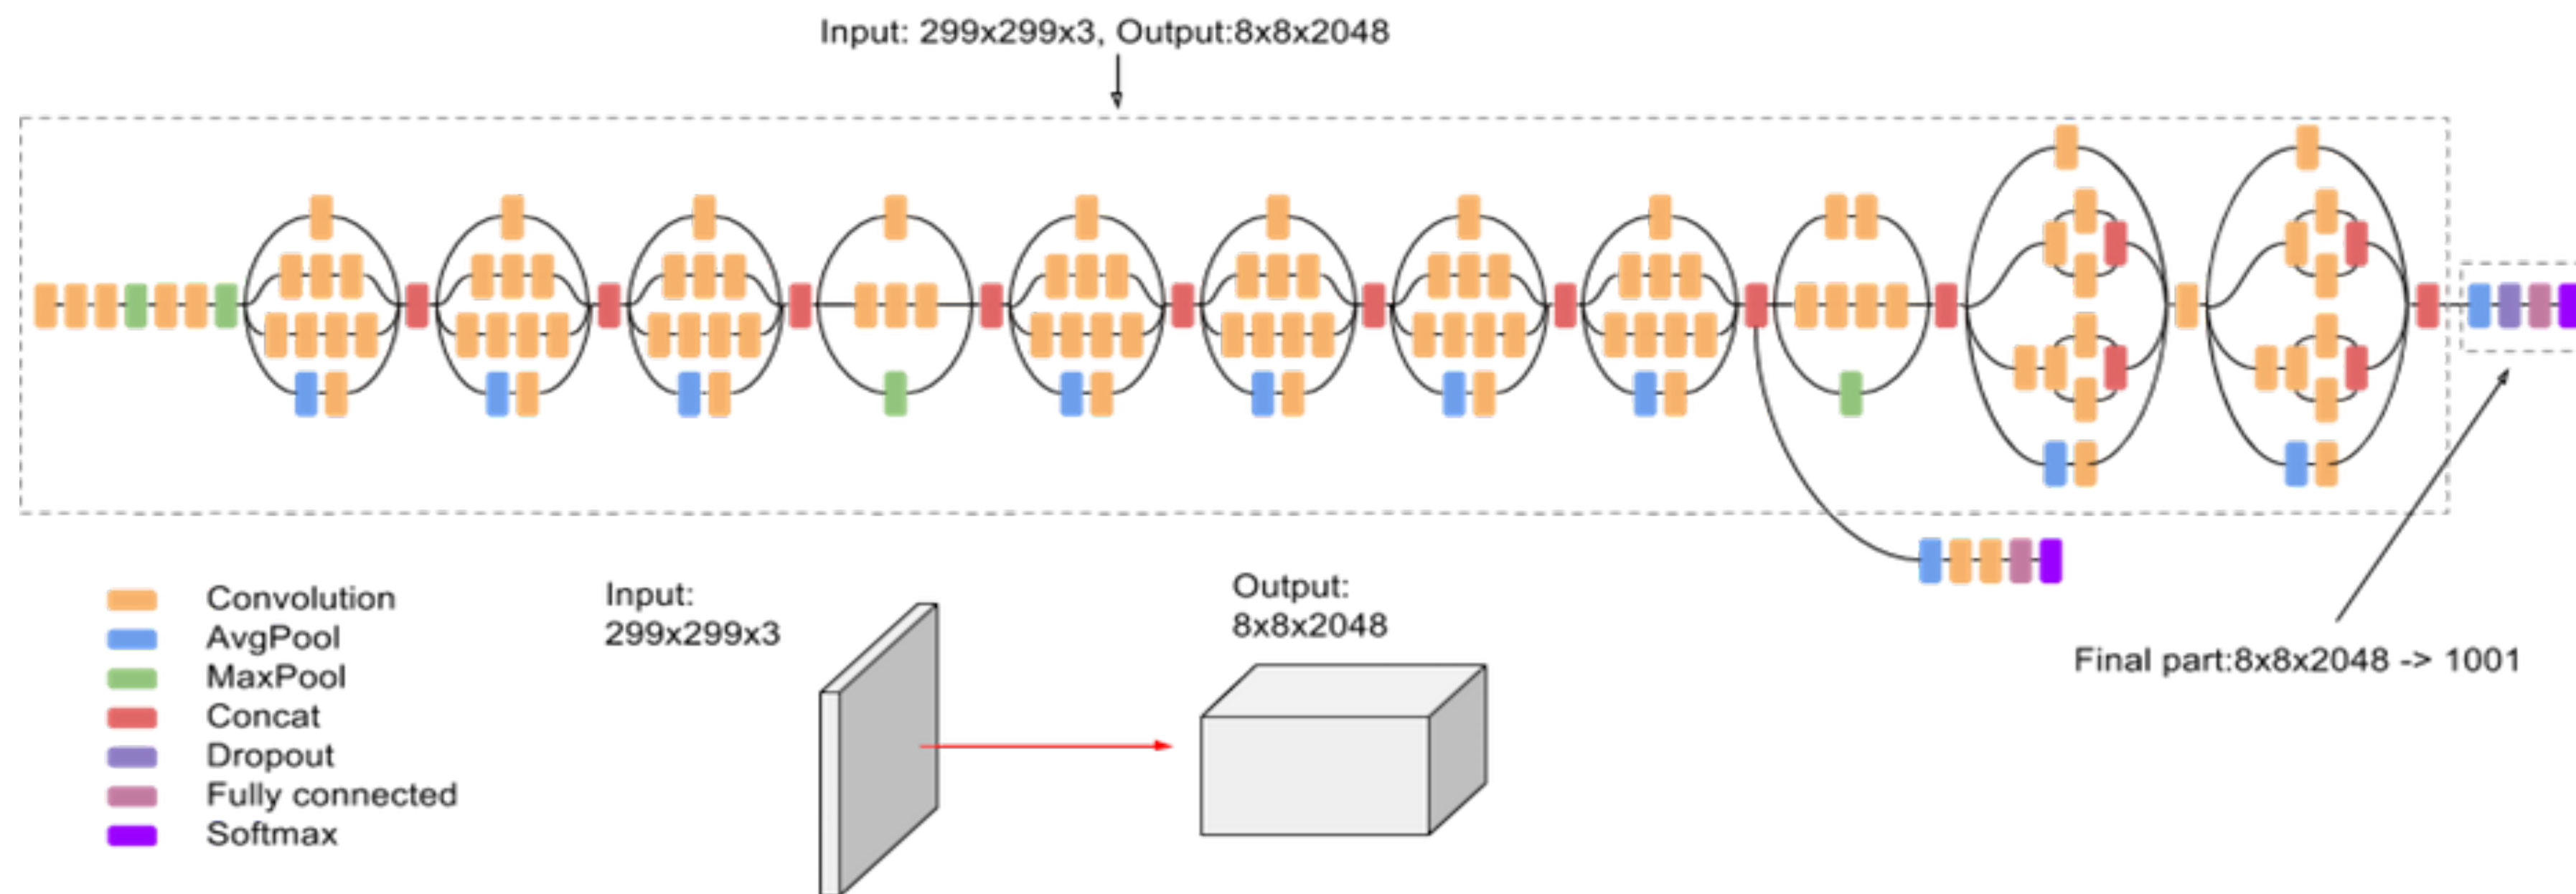 Input: 299x299x3, Output:8x8x2048
Convolution
AvgPool
MaxPool
Concat
Dropout
Fully connected
Softmax
Input:
299x299x3
Output:
8x8x2048
Final part:8x8x2048 -> 1001